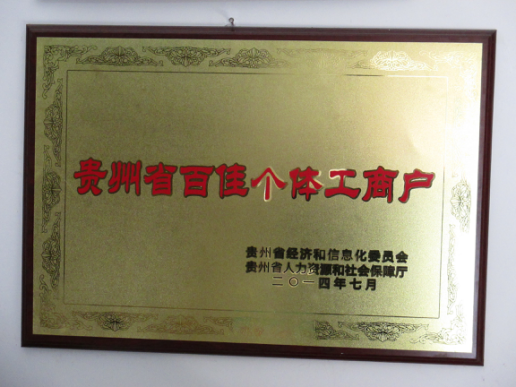 贵州省百佳个体工商户
贵州省经济和信息化委员会
贵州省人力资源和社会保障厅
二〇一四年七月